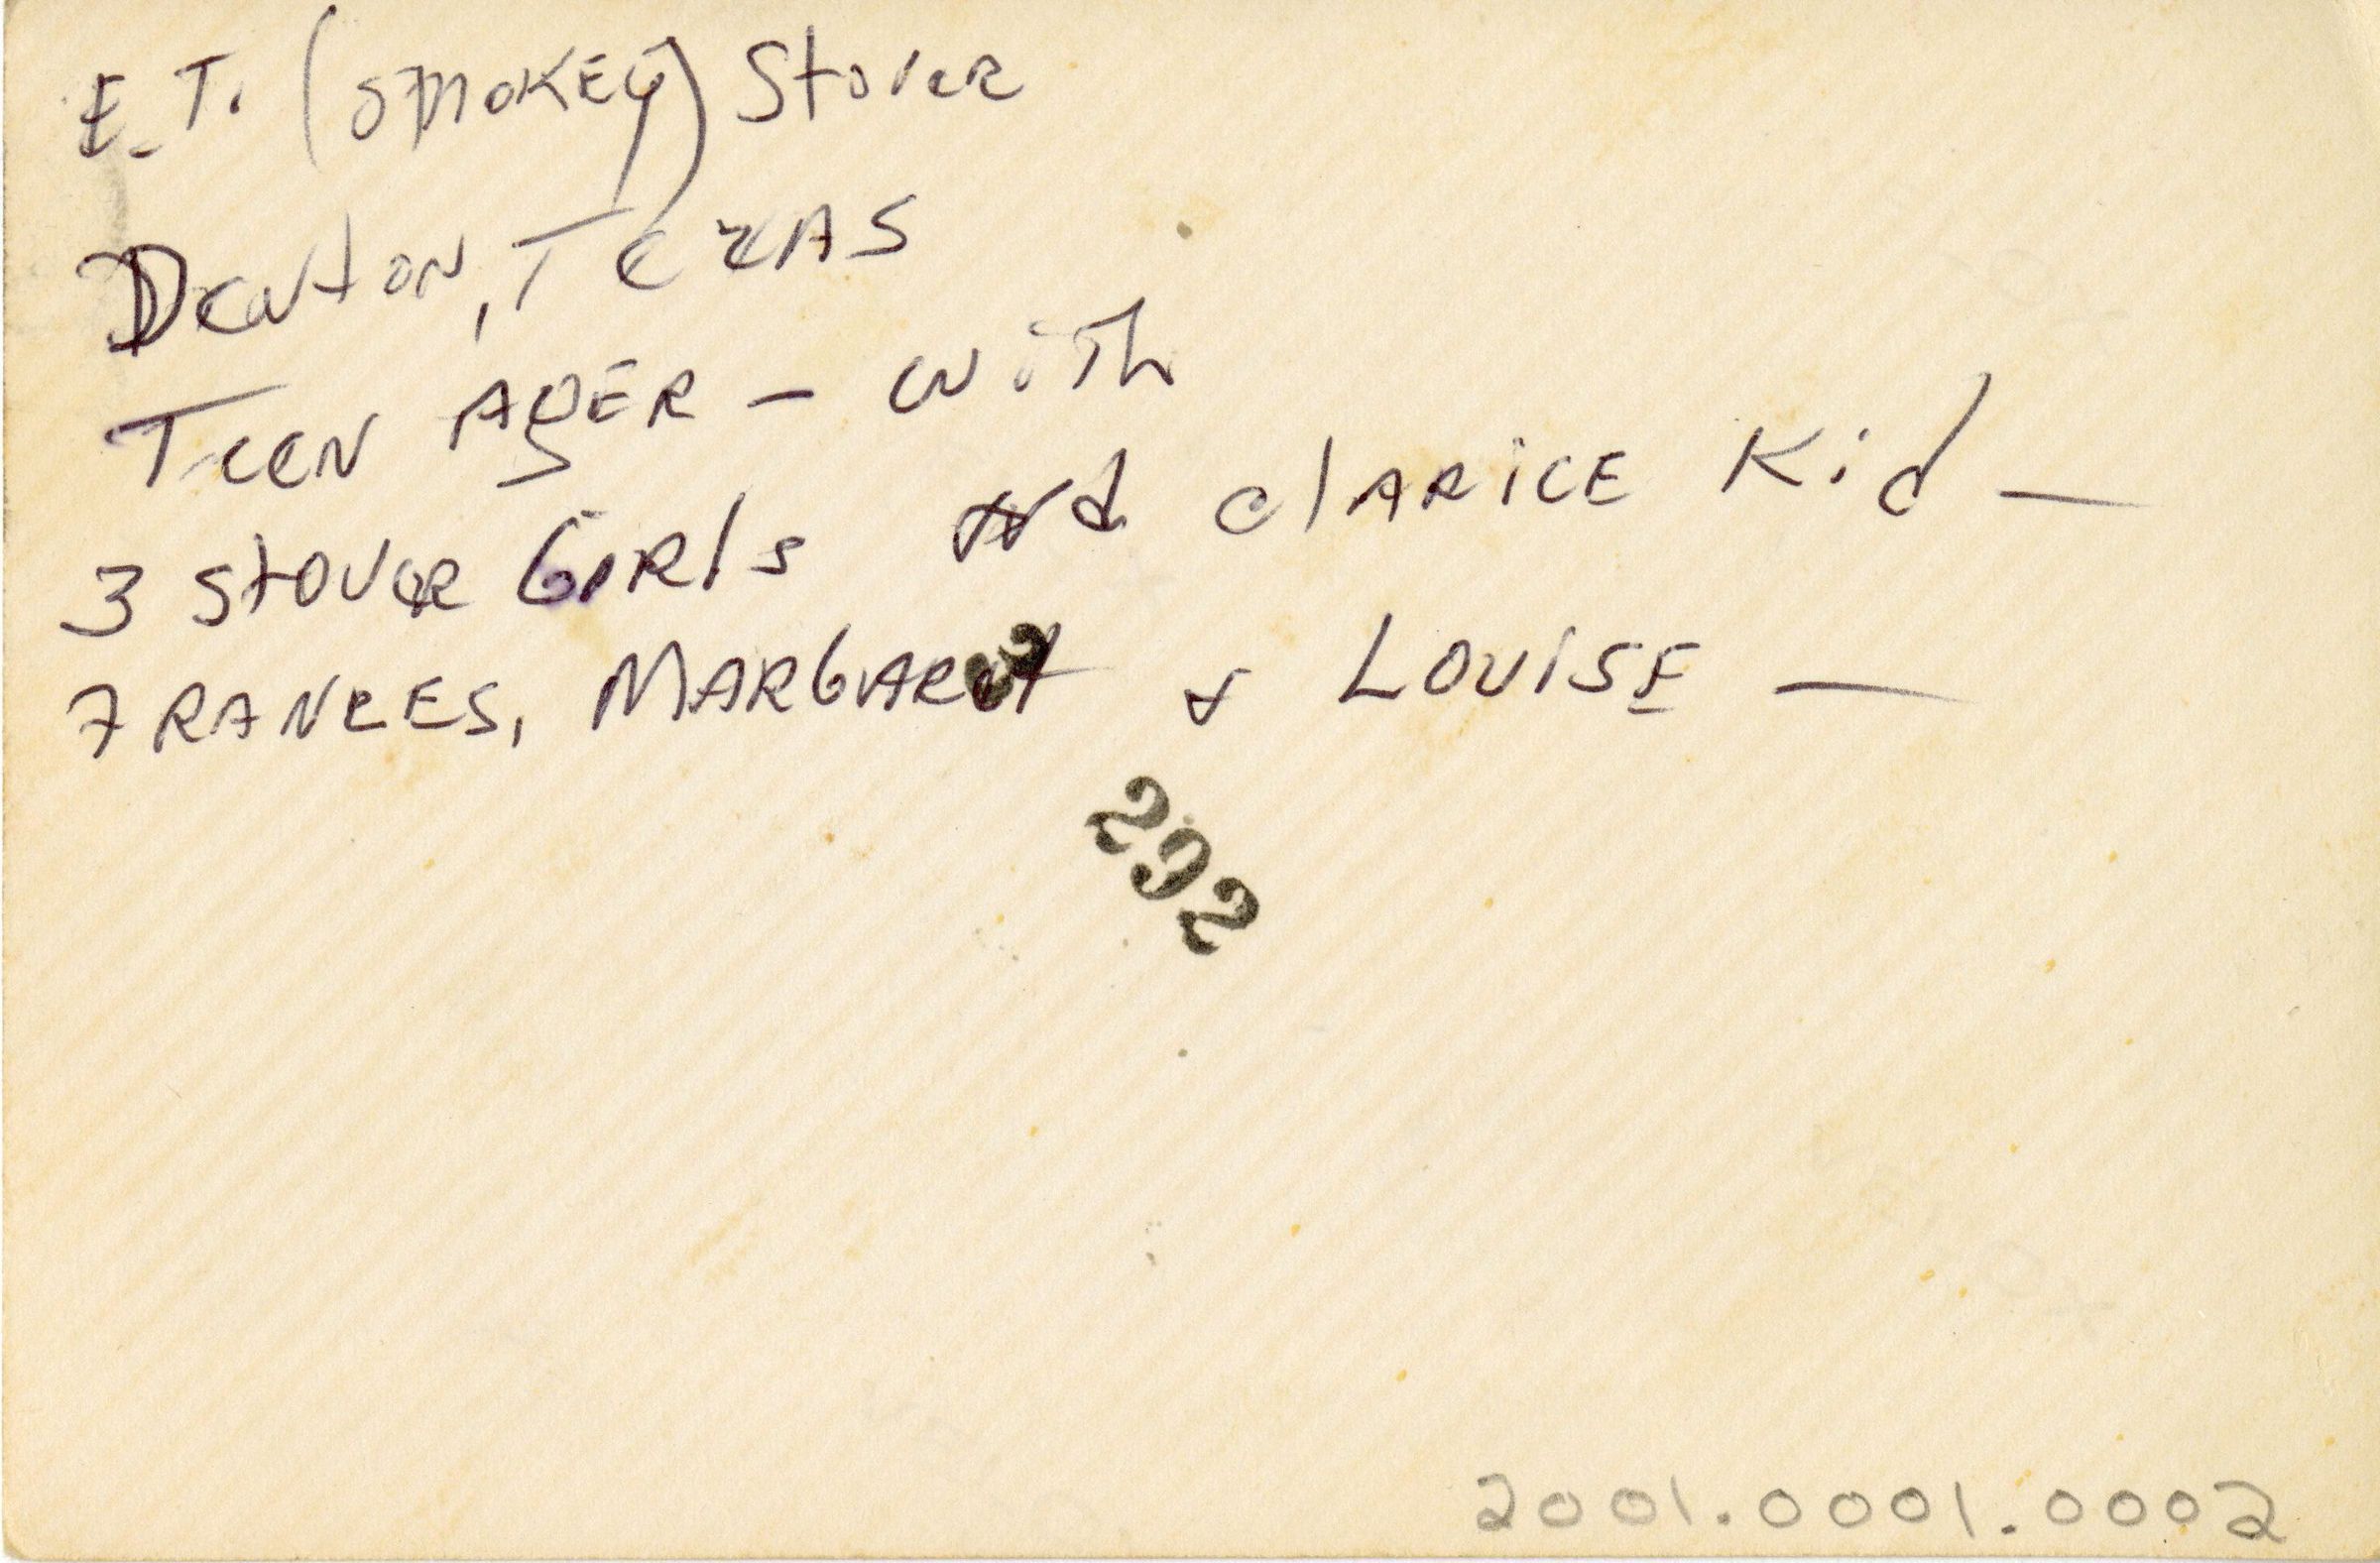 E.T. (SMOKEY) Stover
Denton, Texas
Teen Ager - with
3 Stover Girls and Clarice Kid -
Frances, Margaret & Louise -
292
2001.0001.0002